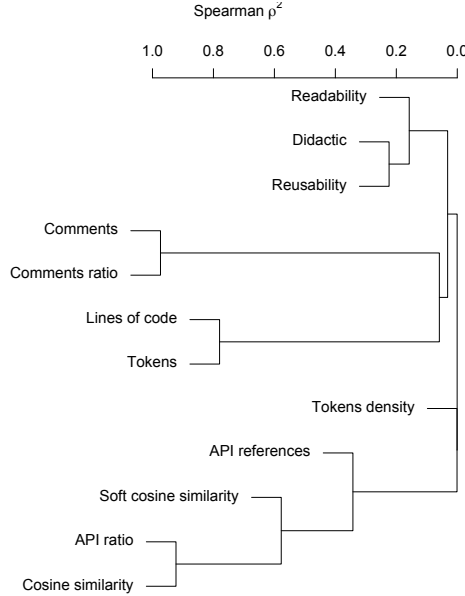 Spearman ρ²
1.0 0.8 0.6 0.4 0.2 0.0
Readability
Didactic
Reusability
Comments
Comments ratio
Lines of code
Tokens
Tokens density
API references
Soft cosine similarity
API ratio
Cosine similarity